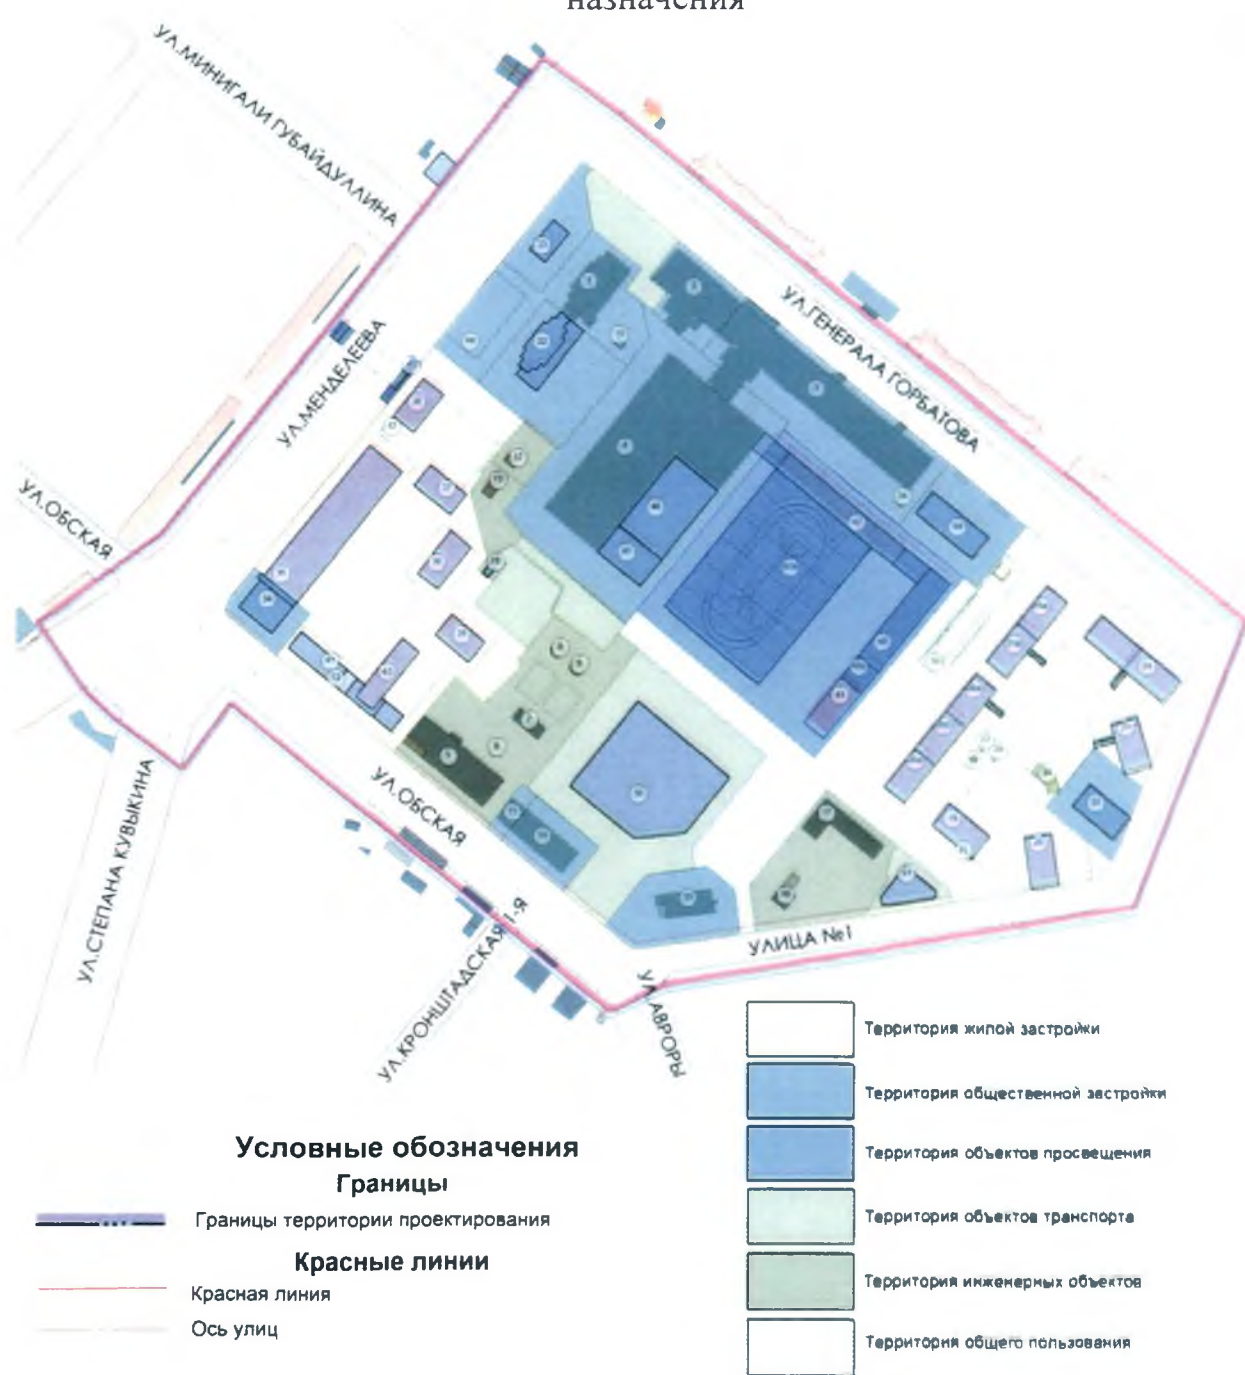 назначения
УЛ.МИНИГАЛИ ГУБАЙДУЛЛИНА
УЛ.МЕНДЕЛЕЕВА
УЛ.ГЕНЕРАЛА ГОРБАТОВА
УЛ.ОБСКАЯ
УЛ.ОБСКАЯ
УЛ.СТЕПАНА КУВЫКИНА
УЛ.КРОНШТАДСКАЯ 1-Я
УЛ.АВРОРЫ
УЛИЦА №1
Территория жилой застройки
Территория общественной застройки
Территория объектов просвещения
Территория объектов транспорта
Территория инженерных объектов
Территория общего пользования
Условные обозначения
Границы
Границы территории проектирования
Красные линии
Красная линия
Ось улиц